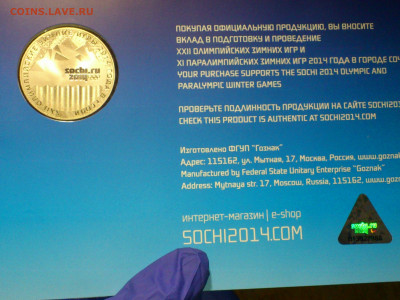 COINS.LAVE.RU
ПОКУПАЯ ОФИЦИАЛЬНУЮ ПРОДУКЦИЮ, ВЫ ВНОСИТЕ
ВКЛАД В ПОДГОТОВКУ И ПРОВЕДЕНИЕ
XXII ОЛИМПИЙСКИХ ЗИМНИХ ИГР И
XI ПАРАЛИМПИЙСКИХ ЗИМНИХ ИГР 2014 ГОДА В ГОРОДЕ СОЧ
YOUR PURCHASE SUPPORTS THE SOCHI 2014 OLYMPIC AND
PARALYMPIC WINTER GAMES
sochi.ru
2014
ПРОВЕРЬТЕ ПОДЛИННОСТЬ ПРОДУКЦИИ НА САЙТЕ SOCHI201
CHECK THIS PRODUCT IS AUTHENTIC AT SOCHI2014.COM
Изготовлено ФГУП "Гознак"
Адрес: 115162, ул. Мытная, 17, Москва, Россия, www.gozna
Manufactured by Federal State Unitary Enterprise "Goznak"
Address: Mytnaya str. 17, Moscow, Russia, 115162, www.go
интернет-магазин | e-shop
SOCHI2014.COM